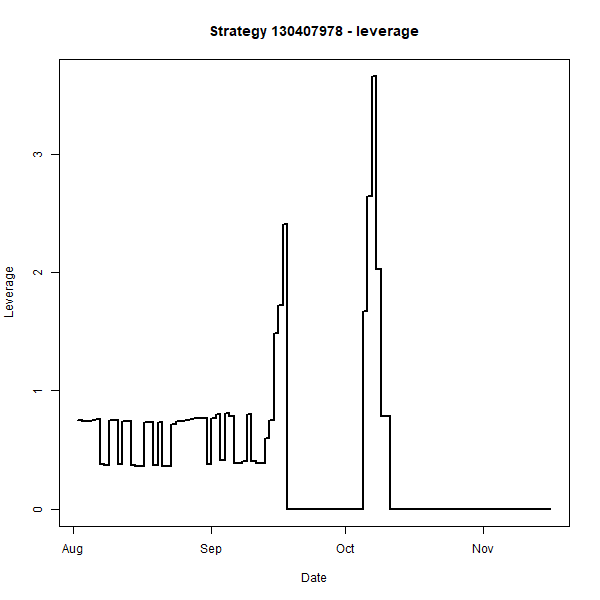 Strategy 130407978 - leverage
3
2
1
0
Leverage
Aug Sep Oct Nov
Date